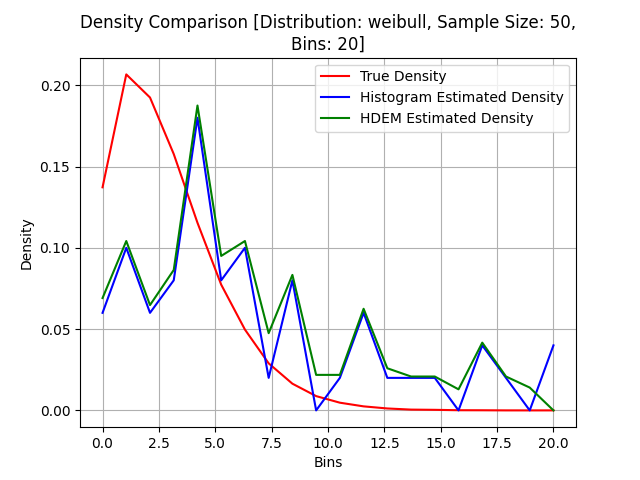 Density Comparison [Distribution: weibull, Sample Size: 50,
Bins: 20]
True Density
Histogram Estimated Density
HDEM Estimated Density
Density
0.20
0.15
0.10
0.05
0.00
0.0 2.5 5.0 7.5 10.0 12.5 15.0 17.5 20.0
Bins